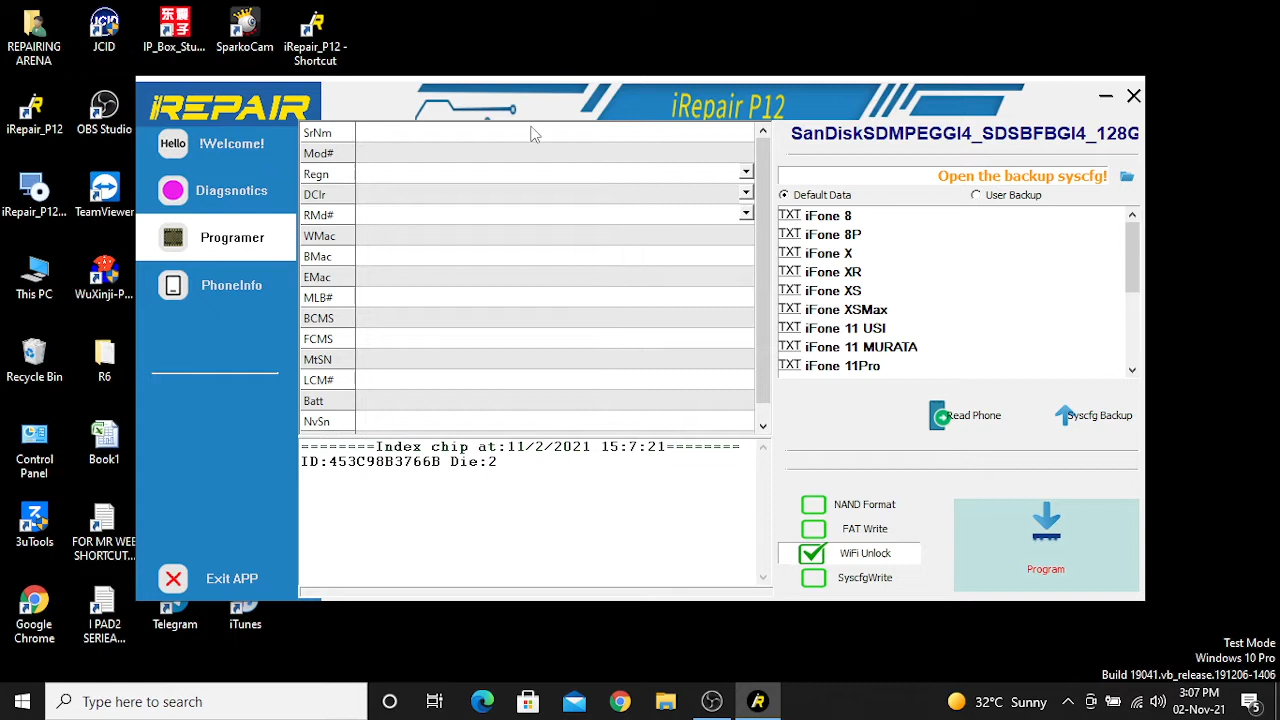 REPAIRING ARENA
JCID
IP_Box_Stu...
SparkoCam
iRepair_P12 - Shortcut
iRepair_P12
OBS Studio
iRepair_P12...
TeamViewer
This PC
WuXinji-P...
Recycle Bin
R6
Control Panel
Book1
3uTools
FOR MR WEB SHORTCUT...
Google Chrome
I PAD2 SERIEA...
Telegram
iTunes
iREPAIR
iRepair P12
Hello
!Welcome!
Diagsnotics
Programer
PhoneInfo
Exit APP
SrNm
Mod#
Regn
DClr
RMd#
WMac
BMac
EMac
MLB#
BCMS
FCMS
MtSN
LCM#
Batt
NvSn
========Index chip at:11/2/2021 15:7:21========
ID:453C98B3766B Die:2
SanDiskSDMPEGGI4_SDSBFBGI4_128G
Open the backup syscfg!
Default Data
User Backup
TXT iFone 8
TXT iFone 8P
TXT iFone X
TXT iFone XR
TXT iFone XS
TXT iFone XSMax
TXT iFone 11 USI
TXT iFone 11 MURATA
TXT iFone 11Pro
Read Phone
Syscfg Backup
NAND Format
FAT Write
WiFi Unlock
SyscfgWrite
Program
Test Mode
Windows 10 Pro
Build 19041.vb_release.191206-1406
Type here to search
32°C Sunny
3:07 PM
02-Nov-21
5